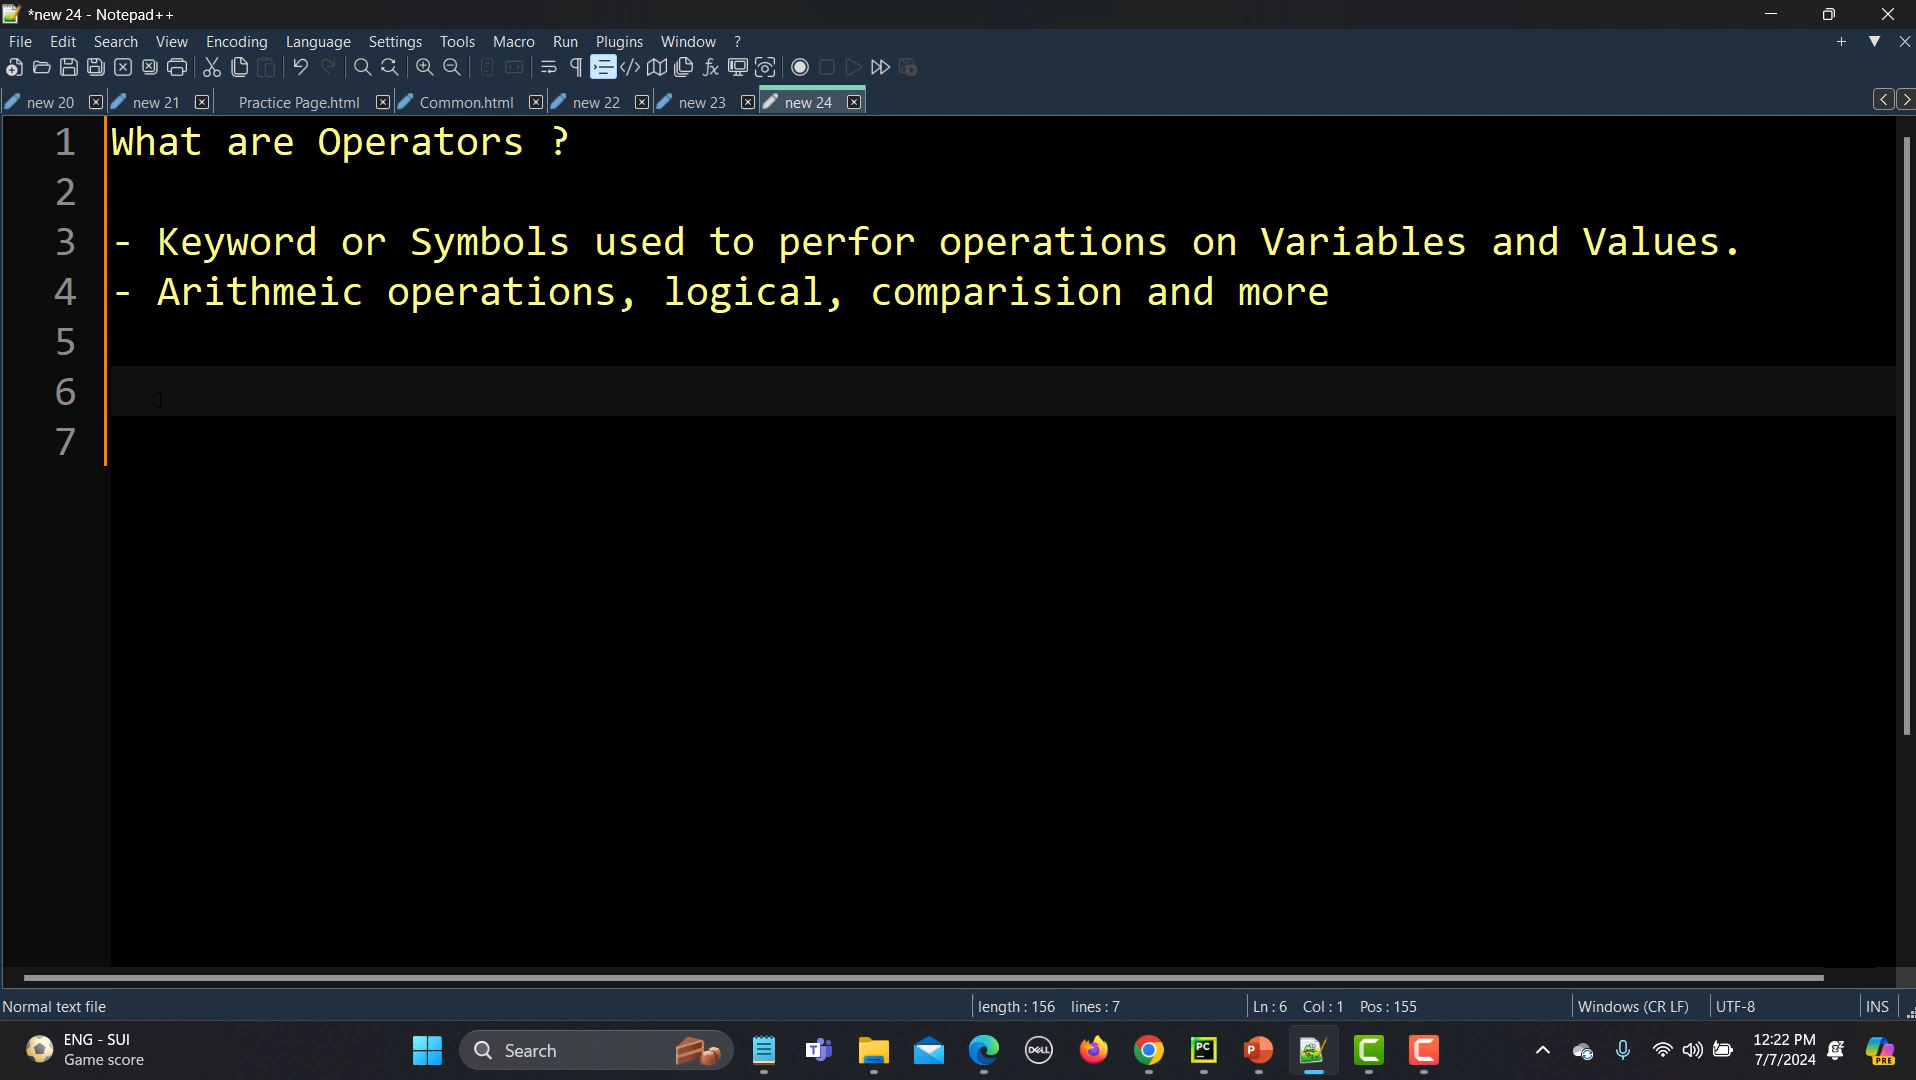 *new 24 - Notepad++
File Edit Search View Encoding Language Settings Tools Macro Run Plugins Window ?
new 20 new 21 Practice Page.html Common.html new 22 new 23 new 24
1 What are Operators ?
2
3 - Keyword or Symbols used to perfor operations on Variables and Values.
4 - Arithmeic operations, logical, comparision and more
5
6
7
Normal text file length : 156 lines : 7 Ln : 6 Col : 1 Pos : 155 Windows (CR LF) UTF-8 INS
ENG - SUI
Game score
Search
DELL
PC
P
PRE
12:22 PM
7/7/2024